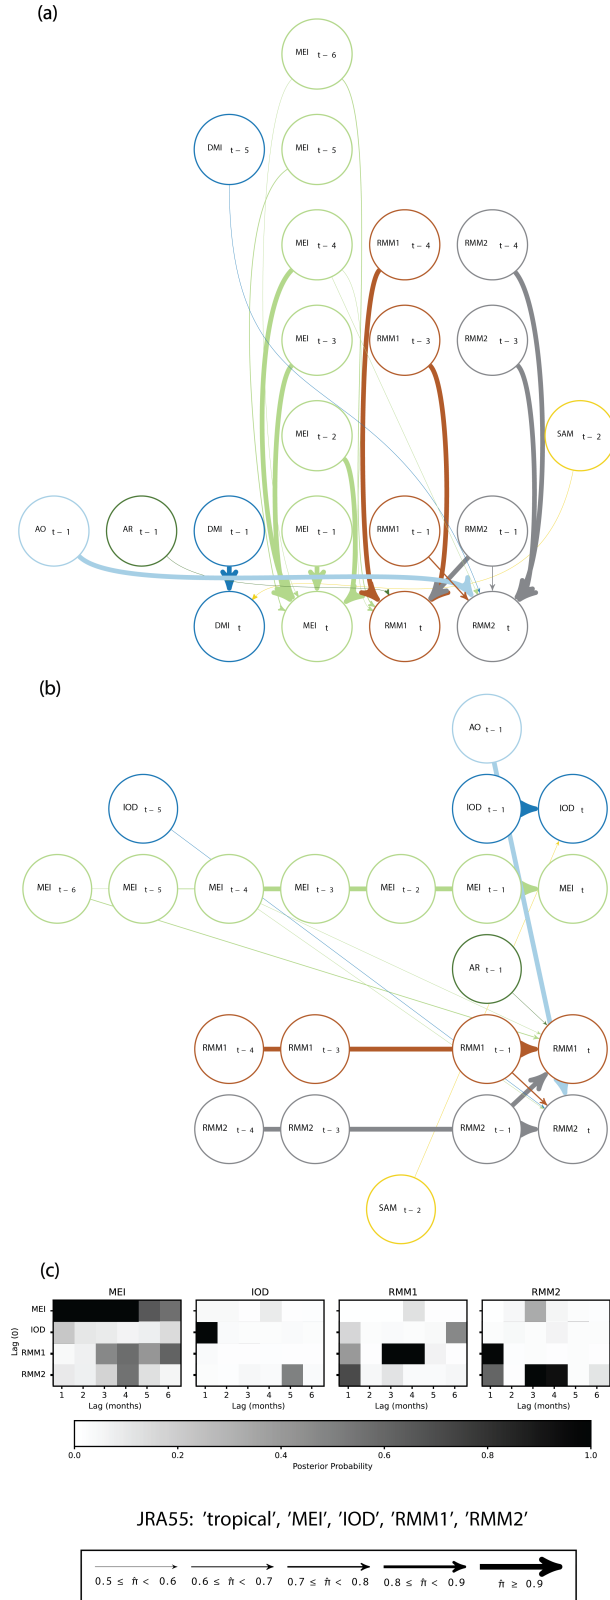 (a)
MEI t − 6
DMI t − 5
MEI t − 5
MEI t − 4
RMM1 t − 4
RMM2 t − 4
MEI t − 3
RMM1 t − 3
RMM2 t − 3
MEI t − 2
SAM t − 2
AO t − 1
AR t − 1
DMI t − 1
MEI t − 1
RMM1 t − 1
RMM2 t − 1
DMI t
MEI t
RMM1 t
RMM2 t
(b)
AO t − 1
IOD t − 5
IOD t − 1
IOD t
MEI t − 6
MEI t − 5
MEI t − 4
MEI t − 3
MEI t − 2
MEI t − 1
MEI t
AR t − 1
RMM1 t − 4
RMM1 t − 3
RMM1 t − 1
RMM1 t
RMM2 t − 4
RMM2 t − 3
RMM2 t − 1
RMM2 t
SAM t − 2
(c)
MEI IOD RMM1 RMM2
Lag (0)
MEI
IOD
RMM1
RMM2
1 2 3 4 5 6 1 2 3 4 5 6 1 2 3 4 5 6 1 2 3 4 5 6
Lag (months) Lag (months) Lag (months) Lag (months)
0.0 0.2 0.4 0.6 0.8 1.0
Posterior Probability
JRA55: 'tropical', 'MEI', 'IOD', 'RMM1', 'RMM2'
0.5 ≤ π̂ < 0.6 0.6 ≤ π̂ < 0.7 0.7 ≤ π̂ < 0.8 0.8 ≤ π̂ < 0.9 π̂ ≥ 0.9